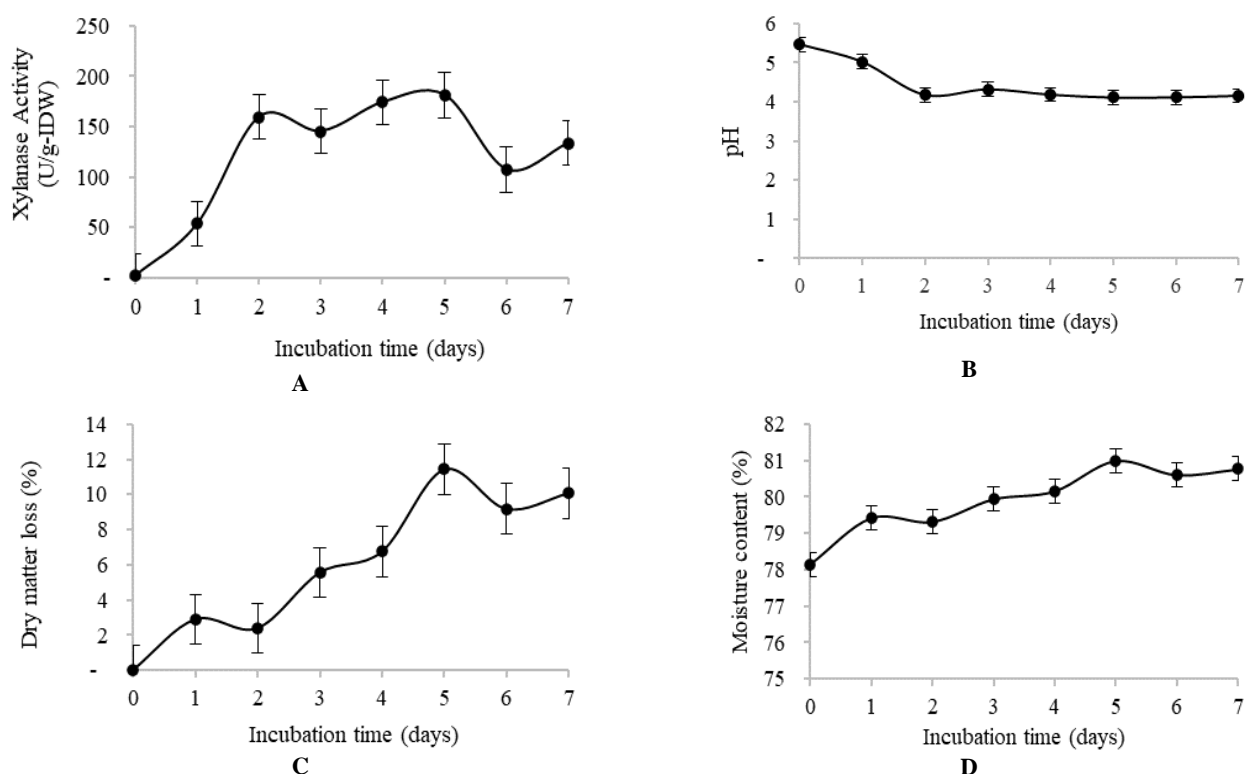 Xylanase Activity
(U/g-IDW)
250
200
150
100
50
-
0 1 2 3 4 5 6 7
Incubation time (days)
A
pH
6
5
4
3
2
1
-
0 1 2 3 4 5 6 7
Incubation time (days)
B
Dry matter loss (%)
14
12
10
8
6
4
2
-
0 1 2 3 4 5 6 7
Incubation time (days)
C
Moisture content (%)
82
81
80
79
78
77
76
75
0 1 2 3 4 5 6 7
Incubation time (days)
D